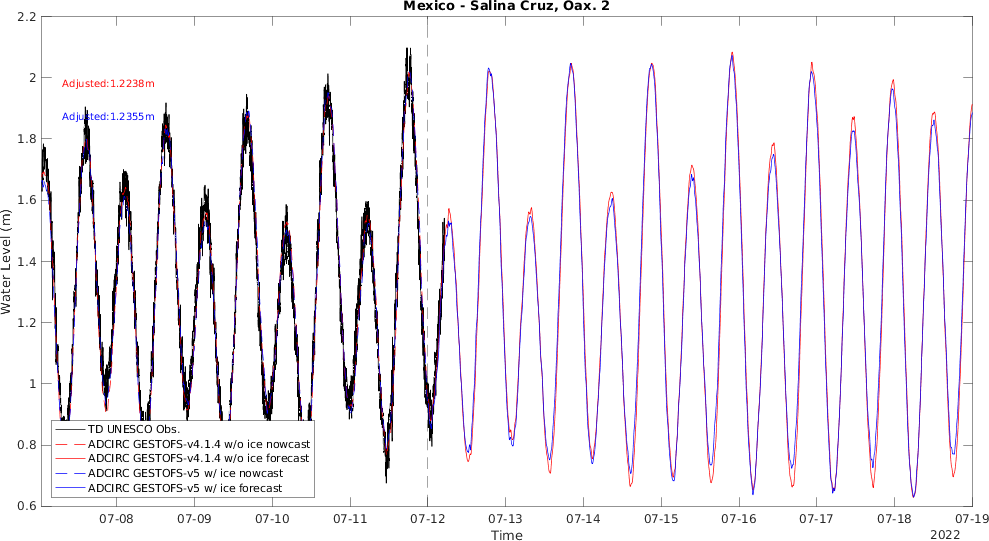 Mexico - Salina Cruz, Oax. 2
2.2
2
1.8
1.6
1.4
1.2
1
0.8
0.6
Water Level (m)
Adjusted:1.2238m
Adjusted:1.2355m
TD UNESCO Obs.
ADCIRC GESTOFS-v4.1.4 w/o ice nowcast
ADCIRC GESTOFS-v4.1.4 w/o ice forecast
ADCIRC GESTOFS-v5 w/ ice nowcast
ADCIRC GESTOFS-v5 w/ ice forecast
07-08 07-09 07-10 07-11 07-12 07-13 07-14 07-15 07-16 07-17 07-18 07-19
Time
2022